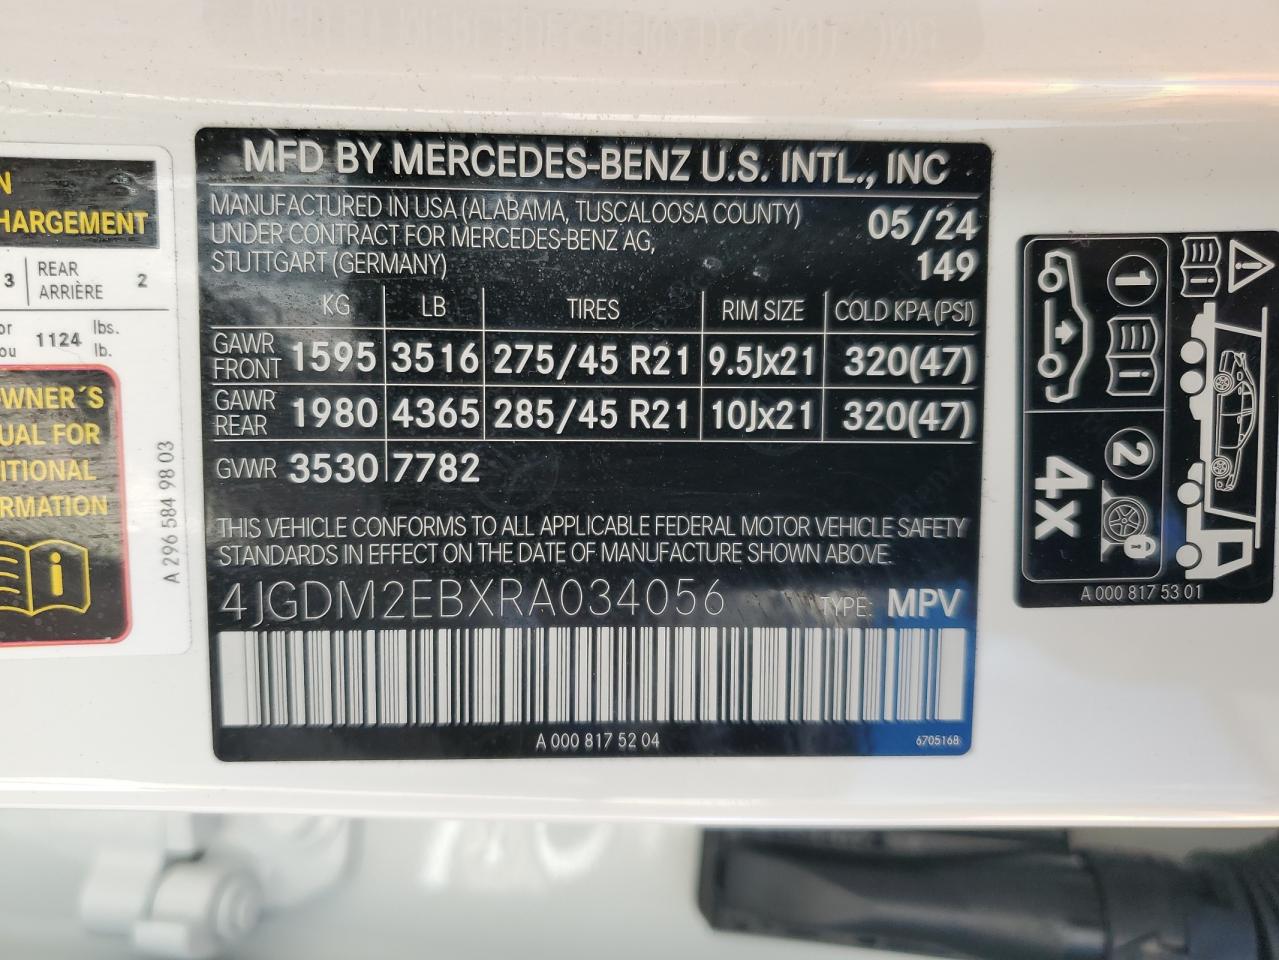 MFD BY MERCEDES-BENZ U.S. INTL., INC
MANUFACTURED IN USA (ALABAMA, TUSCALOOSA COUNTY)
UNDER CONTRACT FOR MERCEDES-BENZ AG,
STUTTGART (GERMANY)
05/24
149
KG LB TIRES RIM SIZE COLD KPA (PSI)
GAWR FRONT 1595 3516 275/45 R21 9.5Jx21 320(47)
GAWR REAR 1980 4365 285/45 R21 10Jx21 320(47)
GVWR 3530 7782
THIS VEHICLE CONFORMS TO ALL APPLICABLE FEDERAL MOTOR VEHICLE SAFETY
STANDARDS IN EFFECT ON THE DATE OF MANUFACTURE SHOWN ABOVE.
4JGDM2EBXRA034056 TYPE: MPV
A 000 817 52 04
6705168
N
HARGEMENT
3 REAR ARRIÈRE 2
or ou 1124 lbs. lb.
OWNER´S
UAL FOR
ITIONAL
ORMATION
A 296 584 98 03
1
2
4x
A 000 817 53 01